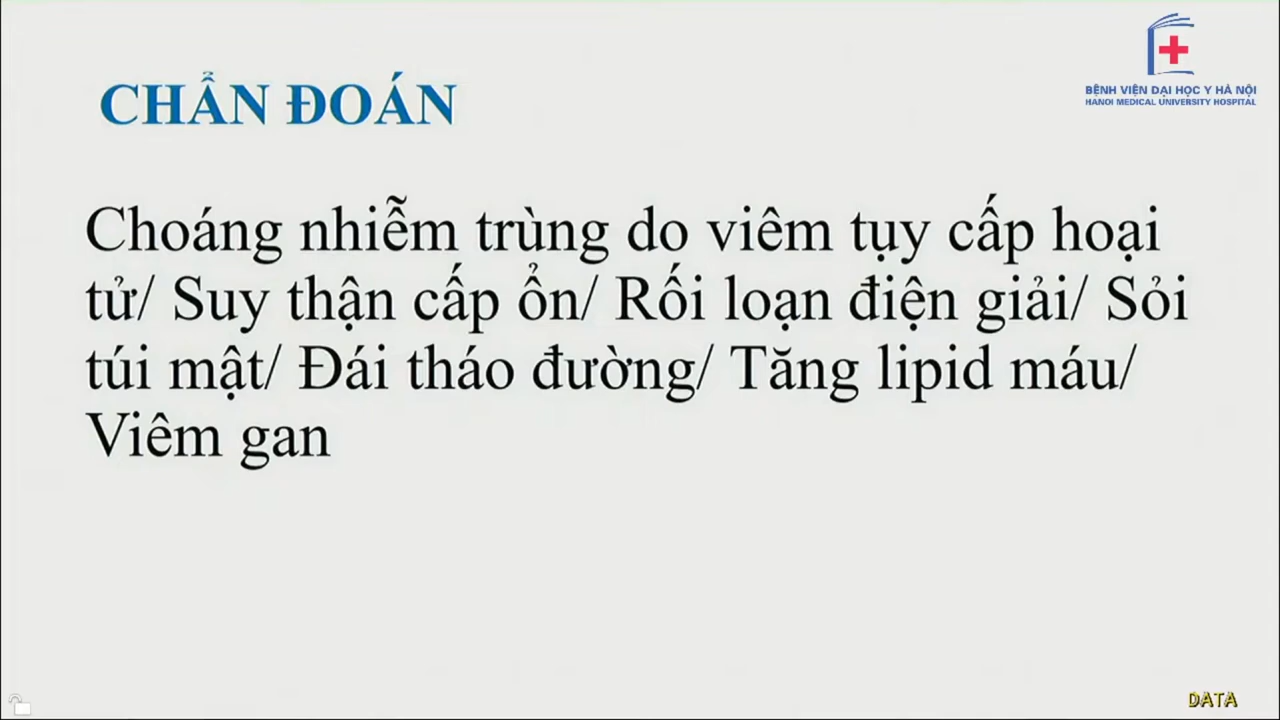 BỆNH VIỆN ĐẠI HỌC Y HÀ NỘI
HANOI MEDICAL UNIVERSITY HOSPITAL
CHẨN ĐOÁN
Choáng nhiễm trùng do viêm tụy cấp hoại
tử/ Suy thận cấp ổn/ Rối loạn điện giải/ Sỏi
túi mật/ Đái tháo đường/ Tăng lipid máu/
Viêm gan
DATA